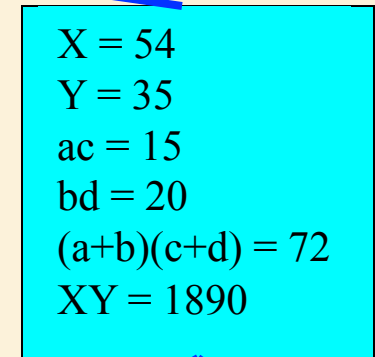 X = 54
Y = 35
ac = 15
bd = 20
(a+b)(c+d) = 72
XY = 1890